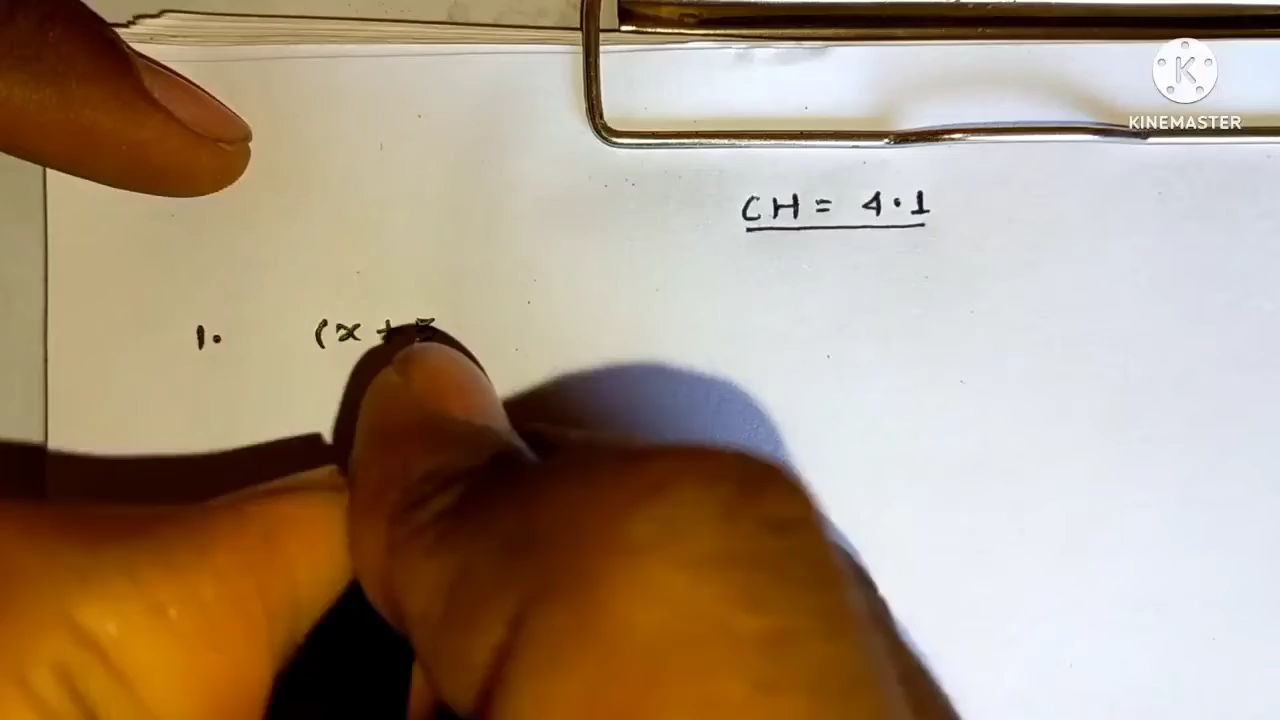 KINEMASTER
CH = 4.1
1. (x +